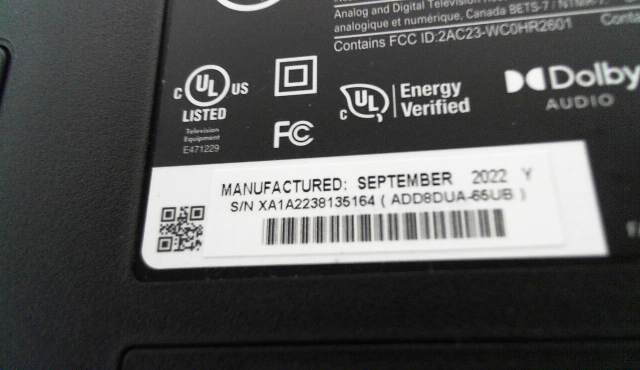 Analog and Digital Television
analogique et numérique, Canada BETS-7 / NTMR-7
Contains FCC ID:2AC23-WC0HR2601
C UL US
LISTED
Television
Equipment
E471229
FC
C UL
Energy
Verified
Dolby
AUDIO
MANUFACTURED: SEPTEMBER 2022 Y
S/N XA1A2238135164 ( ADD8DUA-65UB )